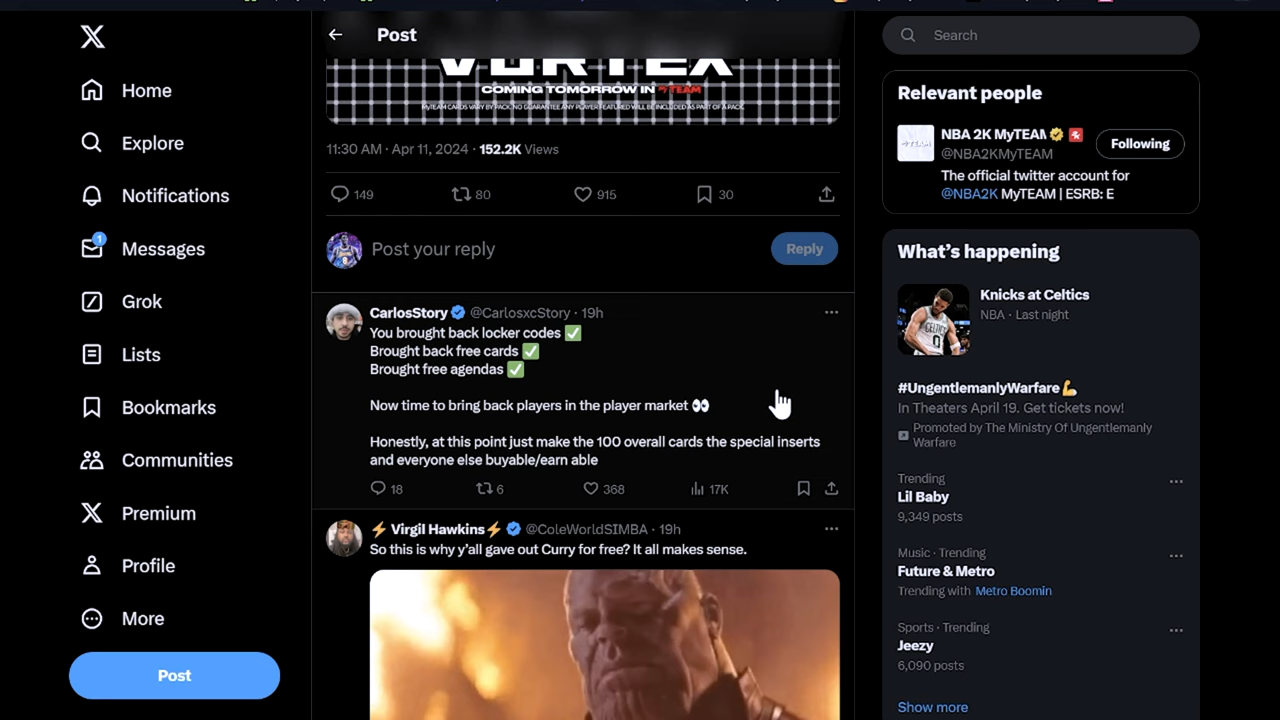 Home
Explore
Notifications
Messages
1
Grok
Lists
Bookmarks
Communities
Premium
Profile
More
Post
Post
VORTEX
COMING TOMORROW IN MYTEAM
MyTEAM CARDS VARY BY PACK. NO GUARANTEE ANY PLAYER FEATURED WILL BE INCLUDED AS PART OF A PACK.
11:30 AM · Apr 11, 2024 · 152.2K Views
149 80 915 30
Post your reply
Reply
CarlosStory @CarlosxcStory · 19h
You brought back locker codes ✅
Brought back free cards ✅
Brought free agendas ✅
Now time to bring back players in the player market 👀
Honestly, at this point just make the 100 overall cards the special inserts
and everyone else buyable/earn able
18 6 368 17K
⚡ Virgil Hawkins⚡ @ColeWorldSIMBA · 19h
So this is why y'all gave out Curry for free? It all makes sense.
Search
Relevant people
NBA 2K MyTEAM
@NBA2KMyTEAM
Following
The official twitter account for
@NBA2K MyTEAM | ESRB: E
What's happening
Knicks at Celtics
NBA · Last night
CELTICS
0
#UngentlemanlyWarfare💪
In Theaters April 19. Get tickets now!
Promoted by The Ministry Of Ungentlemanly
Warfare
Trending
Lil Baby
9,349 posts
Music · Trending
Future & Metro
Trending with Metro Boomin
Sports · Trending
Jeezy
6,090 posts
Show more